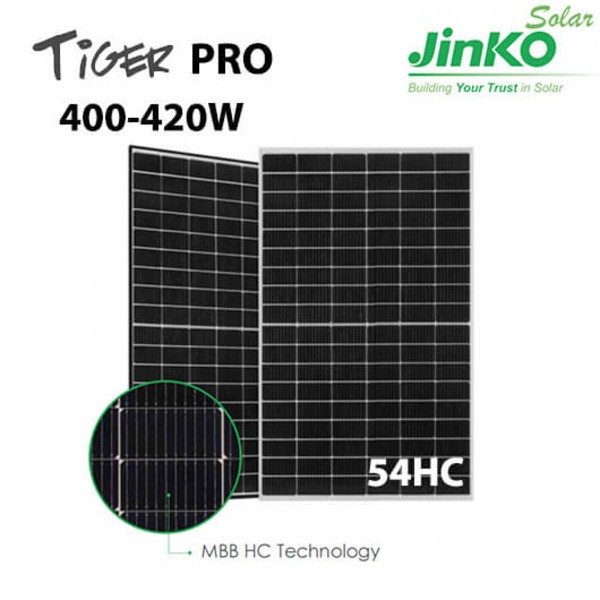 TiGER PRO
400-420W
Solar
JinKO
Building Your Trust in Solar
54HC
MBB HC Technology